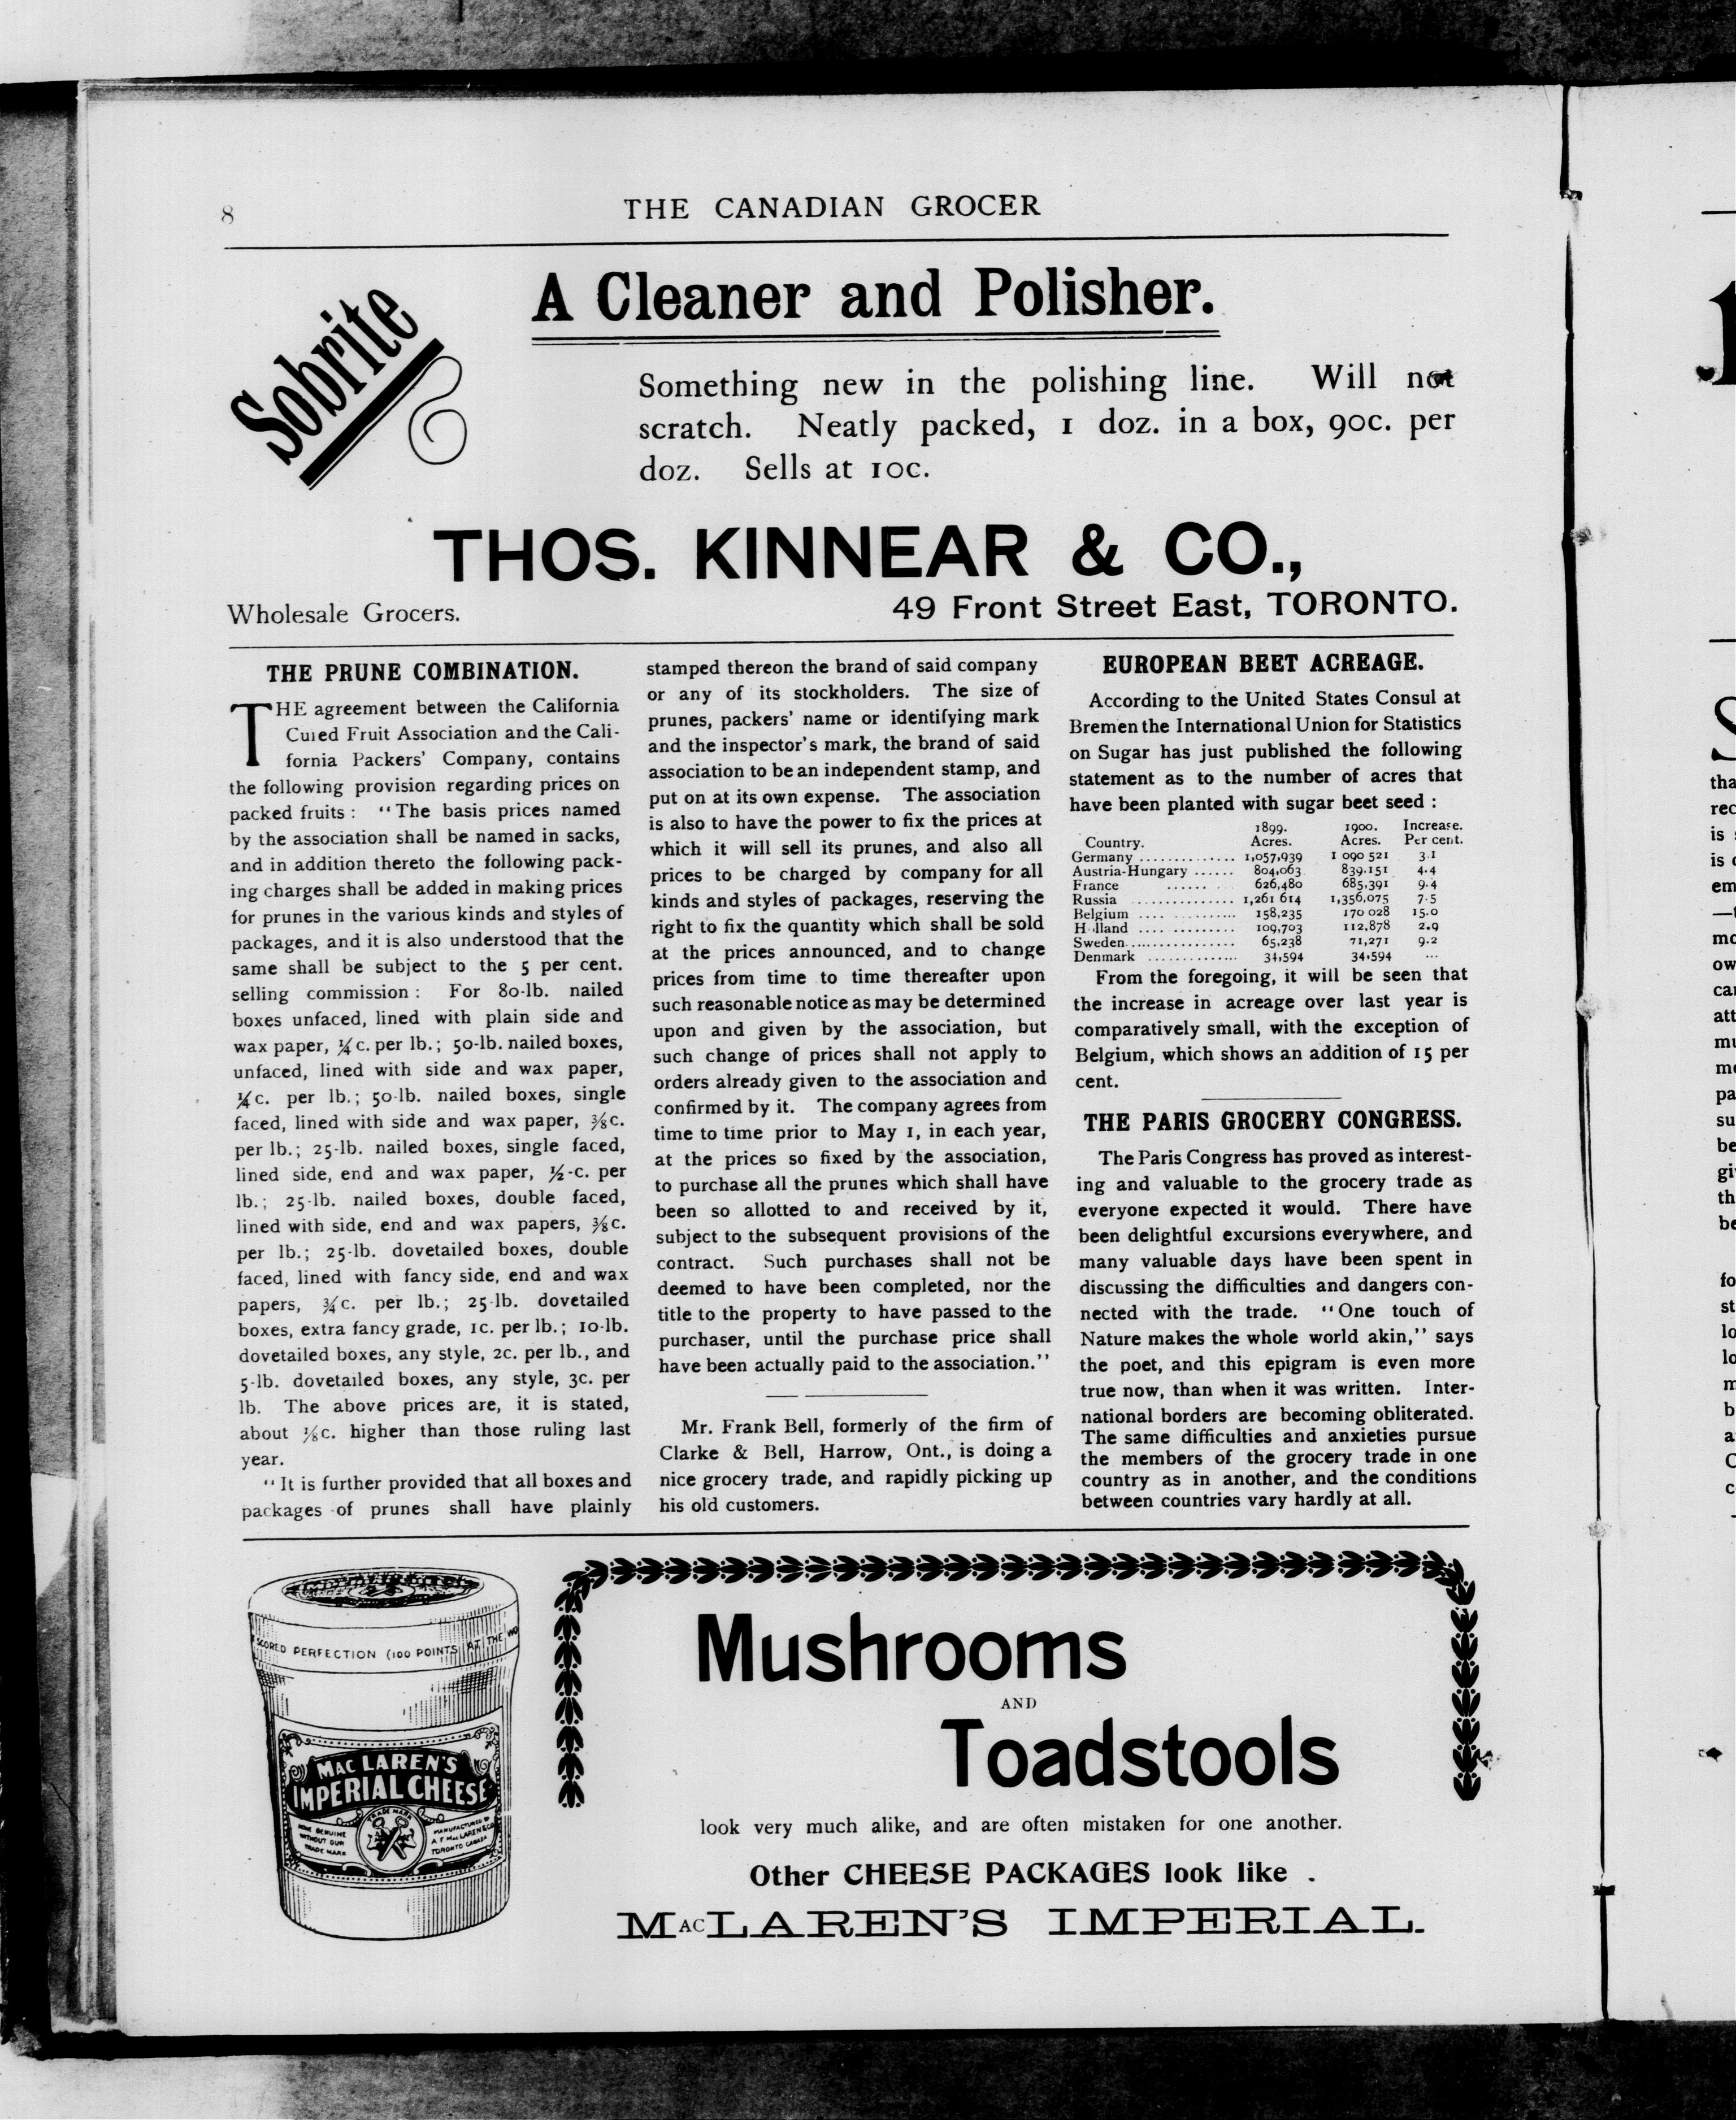 8
THE CANADIAN GROCER
Sobrite
A Cleaner and Polisher.
Something new in the polishing line. Will not
scratch. Neatly packed, 1 doz. in a box, 90c. per
doz. Sells at 10c.
THOS. KINNEAR & CO.,
Wholesale Grocers.
49 Front Street East, TORONTO.
THE PRUNE COMBINATION.
THE agreement between the California
Cured Fruit Association and the Cali-
fornia Packers' Company, contains
the following provision regarding prices on
packed fruits : "The basis prices named
by the association shall be named in sacks,
and in addition thereto the following pack-
ing charges shall be added in making prices
for prunes in the various kinds and styles of
packages, and it is also understood that the
same shall be subject to the 5 per cent.
selling commission : For 80-lb. nailed
boxes unfaced, lined with plain side and
wax paper, ¼c. per lb.; 50-lb. nailed boxes,
unfaced, lined with side and wax paper,
¼c. per lb.; 50-lb. nailed boxes, single
faced, lined with side and wax paper, ⅜c.
per lb.; 25-lb. nailed boxes, single faced,
lined side, end and wax paper, ½-c. per
lb.; 25-lb. nailed boxes, double faced,
lined with side, end and wax papers, ⅜c.
per lb.; 25-lb. dovetailed boxes, double
faced, lined with fancy side, end and wax
papers, ¾c. per lb.; 25-lb. dovetailed
boxes, extra fancy grade, 1c. per lb.; 10-lb.
dovetailed boxes, any style, 2c. per lb., and
5-lb. dovetailed boxes, any style, 3c. per
lb. The above prices are, it is stated,
about ⅛c. higher than those ruling last
year.
"It is further provided that all boxes and
packages of prunes shall have plainly
stamped thereon the brand of said company
or any of its stockholders. The size of
prunes, packers' name or identifying mark
and the inspector's mark, the brand of said
association to be an independent stamp, and
put on at its own expense. The association
is also to have the power to fix the prices at
which it will sell its prunes, and also all
prices to be charged by company for all
kinds and styles of packages, reserving the
right to fix the quantity which shall be sold
at the prices announced, and to change
prices from time to time thereafter upon
such reasonable notice as may be determined
upon and given by the association, but
such change of prices shall not apply to
orders already given to the association and
confirmed by it. The company agrees from
time to time prior to May 1, in each year,
at the prices so fixed by the association,
to purchase all the prunes which shall have
been so allotted to and received by it,
subject to the subsequent provisions of the
contract. Such purchases shall not be
deemed to have been completed, nor the
title to the property to have passed to the
purchaser, until the purchase price shall
have been actually paid to the association."
Mr. Frank Bell, formerly of the firm of
Clarke & Bell, Harrow, Ont., is doing a
nice grocery trade, and rapidly picking up
his old customers.
EUROPEAN BEET ACREAGE.
According to the United States Consul at
Bremen the International Union for Statistics
on Sugar has just published the following
statement as to the number of acres that
have been planted with sugar beet seed :
1899. 1900. Increase.
Country. Acres. Acres. Per cent.
Germany .............. 1,057,939 1 090 521 3.1
Austria-Hungary ...... 804,063 839.151 4.4
France ...... 626,480 685,391 9.4
Russia .............. 1,261 614 1,356,075 7.5
Belgium .... .......... 158,235 170 028 15.0
Holland .... ........... 109,703 112,878 2.9
Sweden................ 65,238 71,271 9.2
Denmark ............. 34,594 34,594 ...
From the foregoing, it will be seen that
the increase in acreage over last year is
comparatively small, with the exception of
Belgium, which shows an addition of 15 per
cent.
THE PARIS GROCERY CONGRESS.
The Paris Congress has proved as interest-
ing and valuable to the grocery trade as
everyone expected it would. There have
been delightful excursions everywhere, and
many valuable days have been spent in
discussing the difficulties and dangers con-
nected with the trade. "One touch of
Nature makes the whole world akin," says
the poet, and this epigram is even more
true now, than when it was written. Inter-
national borders are becoming obliterated.
The same difficulties and anxieties pursue
the members of the grocery trade in one
country as in another, and the conditions
between countries vary hardly at all.
SCORED PERFECTION (100 POINTS) AT THE WO
MACLAREN'S
IMPERIAL CHEESE
TRADE MARK
NONE GENUINE
WITHOUT OUR
TRADE MARK
MANUFACTURED BY
A F MACLAREN & CO
TORONTO CANADA
Mushrooms
AND
Toadstools
look very much alike, and are often mistaken for one another.
Other CHEESE PACKAGES look like .
MACLAREN'S IMPERIAL.